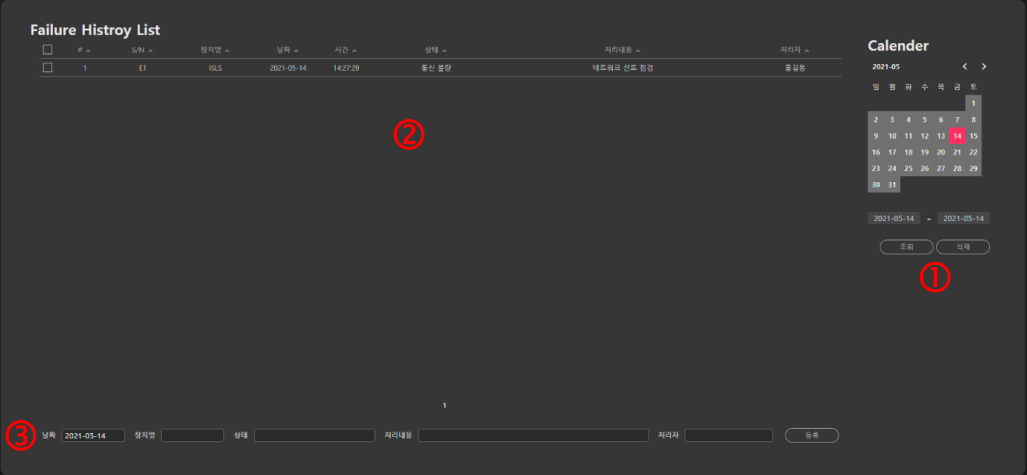 Failure Histroy List
# S/N 장치명 날짜 시간 상태 처리내용 처리자
1 E1 ISLS 2021-05-14 14:27:29 통신 불량 네트워크 선로 점검 홍길동
②
1
Calender
2021-05 < >
일 월 화 수 목 금 토
1
2 3 4 5 6 7 8
9 10 11 12 13 14 15
16 17 18 19 20 21 22
23 24 25 26 27 28 29
30 31
2021-05-14 - 2021-05-14
조회 삭제
①
③ 날짜 2021-05-14 장치명 상태 처리내용 처리자 등록